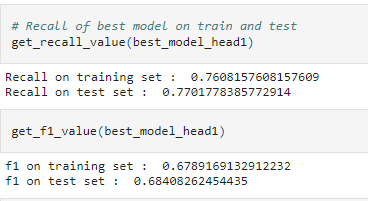 # Recall of best model on train and test
get_recall_value(best_model_head1)
Recall on training set :  0.7608157608157609
Recall on test set :  0.7701778385772914
get_f1_value(best_model_head1)
f1 on training set :  0.6789169132912232
f1 on test set :  0.68408262454435